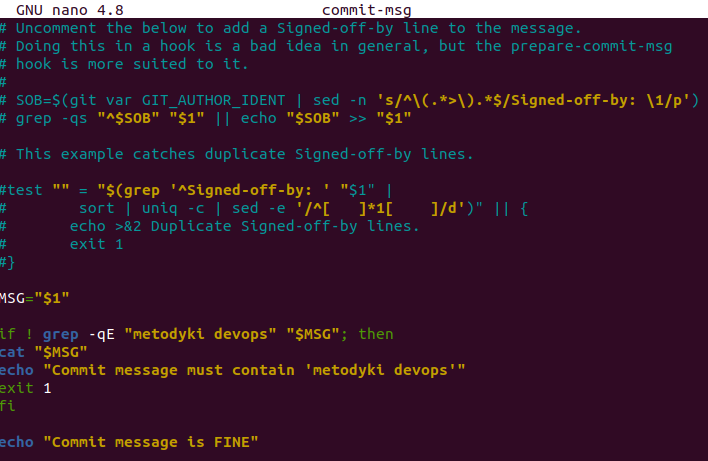 GNU nano 4.8 commit-msg
# Uncomment the below to add a Signed-off-by line to the message.
# Doing this in a hook is a bad idea in general, but the prepare-commit-msg
# hook is more suited to it.
#
# SOB=$(git var GIT_AUTHOR_IDENT | sed -n 's/^\(.*>\).*$/Signed-off-by: \1/p')
# grep -qs "^$SOB" "$1" || echo "$SOB" >> "$1"
# This example catches duplicate Signed-off-by lines.
#test "" = "$(grep '^Signed-off-by: ' "$1" |
#        sort | uniq -c | sed -e '/^[   ]*1[    ]/d')" || {
#       echo >&2 Duplicate Signed-off-by lines.
#       exit 1
#}
MSG="$1"
if ! grep -qE "metodyki devops" "$MSG"; then
cat "$MSG"
echo "Commit message must contain 'metodyki devops'"
exit 1
fi
echo "Commit message is FINE"